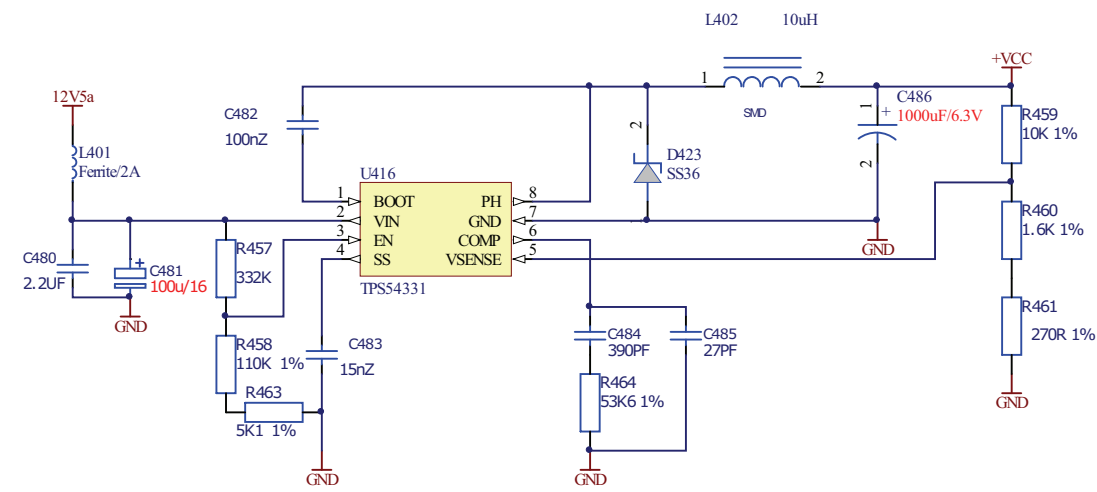 L402 10uH
+VCC
1 2
12V5a
C482
100nZ
SMD
1
+
C486
1000uF/6.3V
R459
10K 1%
2
D423
SS36
L401
Ferrite/2A
U416
2
1 BOOT PH 8
2 VIN GND 7
3 EN COMP 6
4 SS VSENSE 5
TPS54331
R460
1.6K 1%
GND
C480
2.2UF
+
C481
100u/16
R457
332K
GND
R461
270R 1%
R458
110K 1%
C483
15nZ
C484
390PF
C485
27PF
R463
5K1 1%
R464
53K6 1%
GND
GND
GND